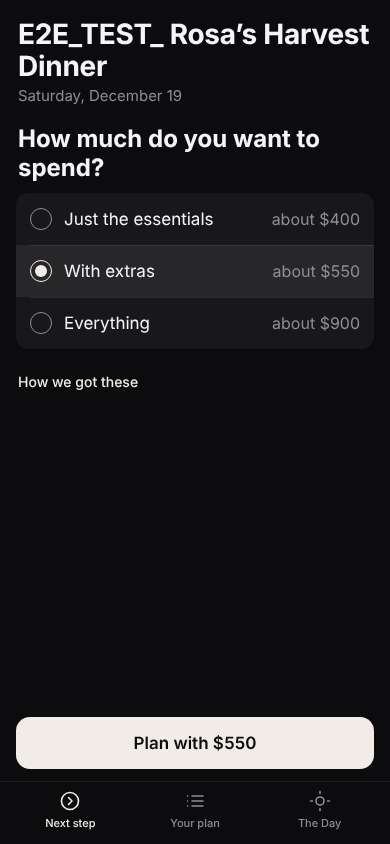 E2E_TEST_ Rosa’s Harvest
Dinner
Saturday, December 19
How much do you want to
spend?
Just the essentials about $400
With extras about $550
Everything about $900
How we got these
Plan with $550
Next step Your plan The Day